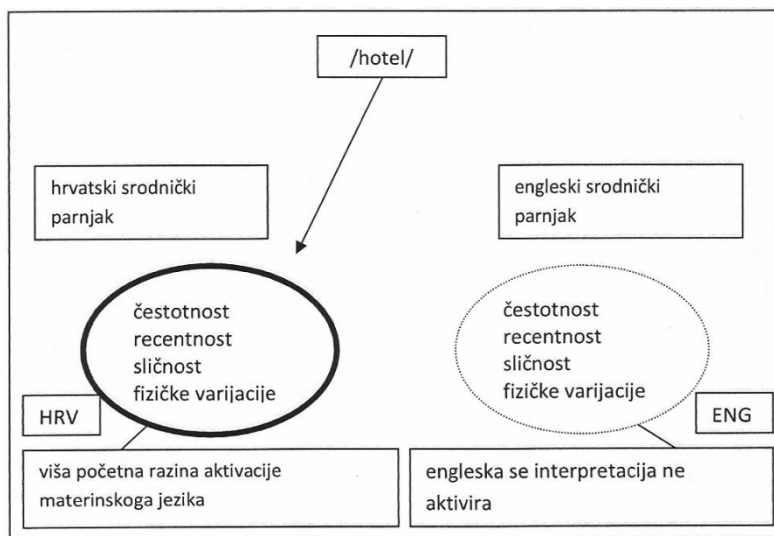 /hotel/
hrvatski srodnički
parnjak
engleski srodnički
parnjak
čestotnost
recentnost
sličnost
fizičke varijacije
čestotnost
recentnost
sličnost
fizičke varijacije
HRV
ENG
viša početna razina aktivacije
materinskoga jezika
engleska se interpretacija ne
aktivira